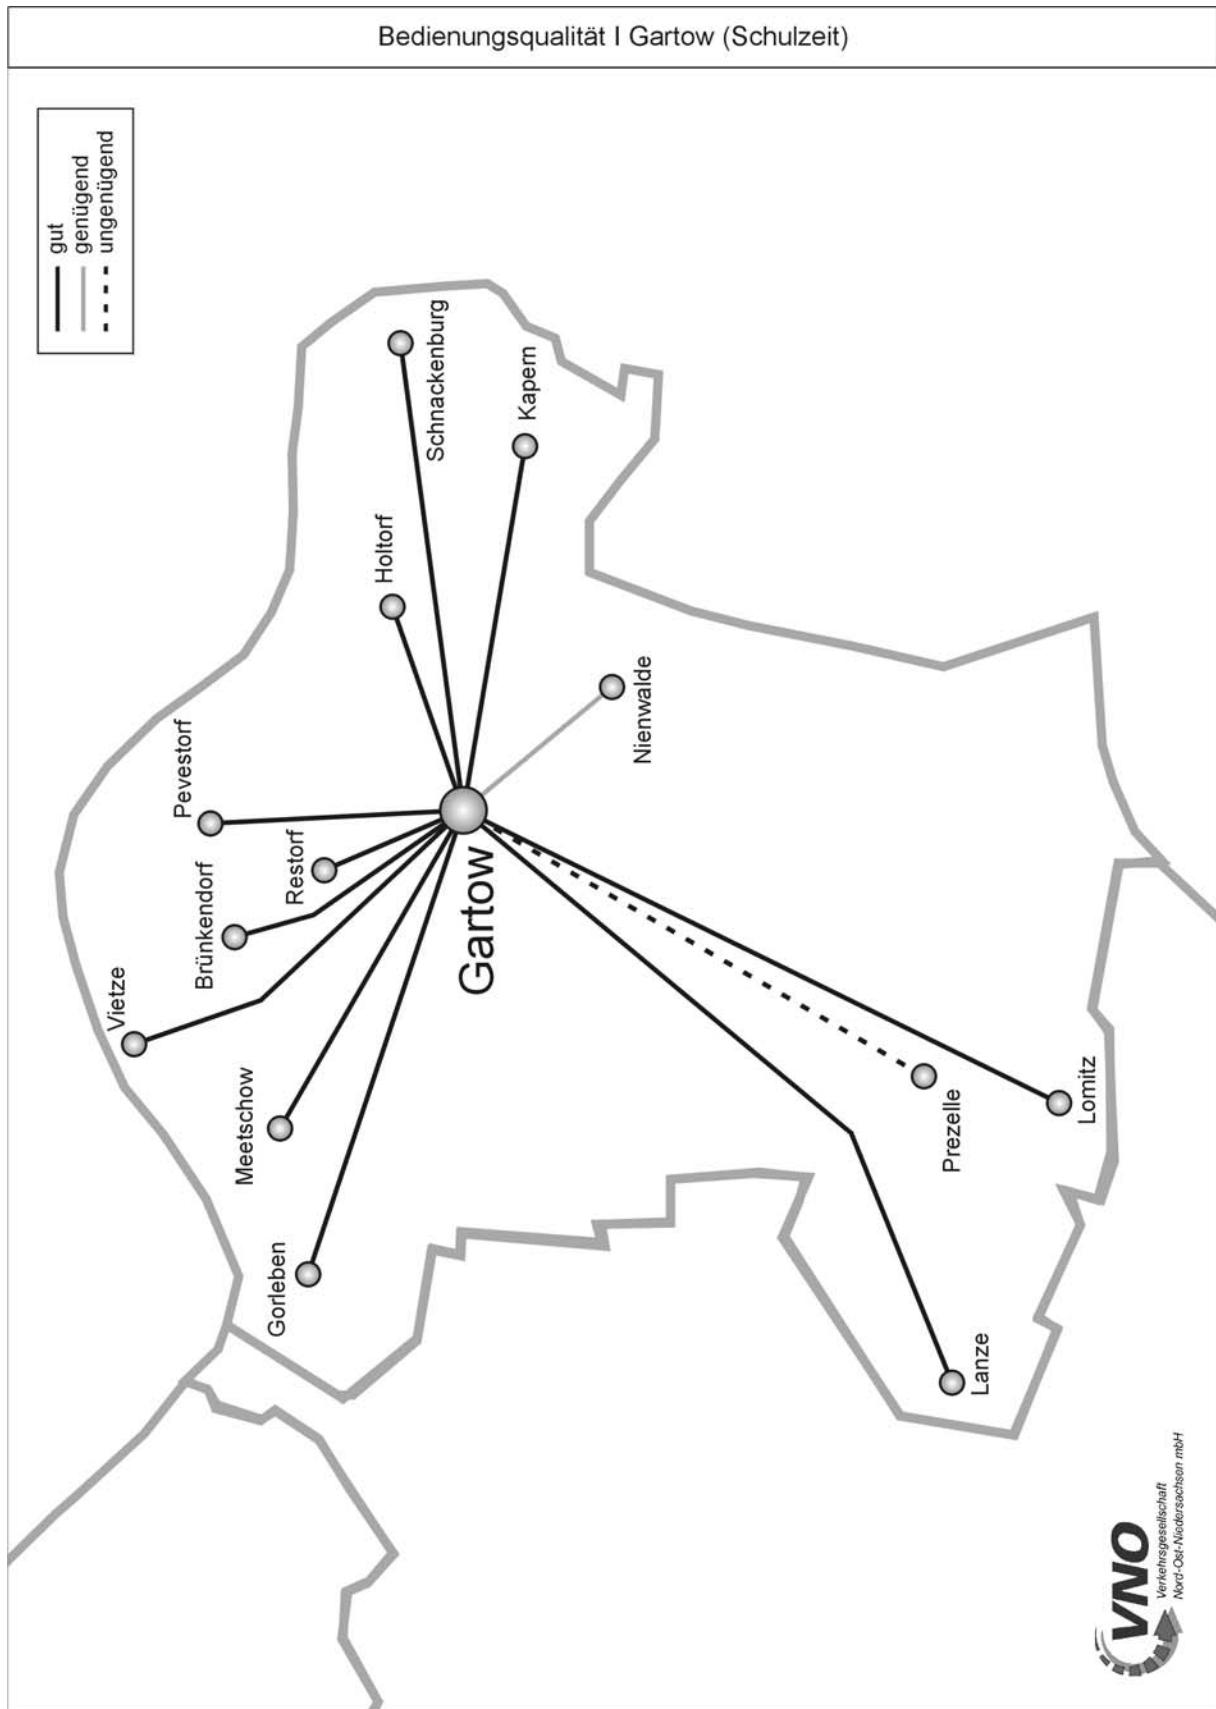 Bedienungsqualität I Gartow (Schulzeit)
gut
genügend
ungenügend
Schnackenburg
Kapern
Holtorf
Nienwalde
Pevestorf
Restorf
Brünkendorf
Gartow
Vietze
Meetschow
Gorleben
Prezelle
Lomitz
Lanze
VNO
Verkehrsgesellschaft
Nord-Ost-Niedersachsen mbH